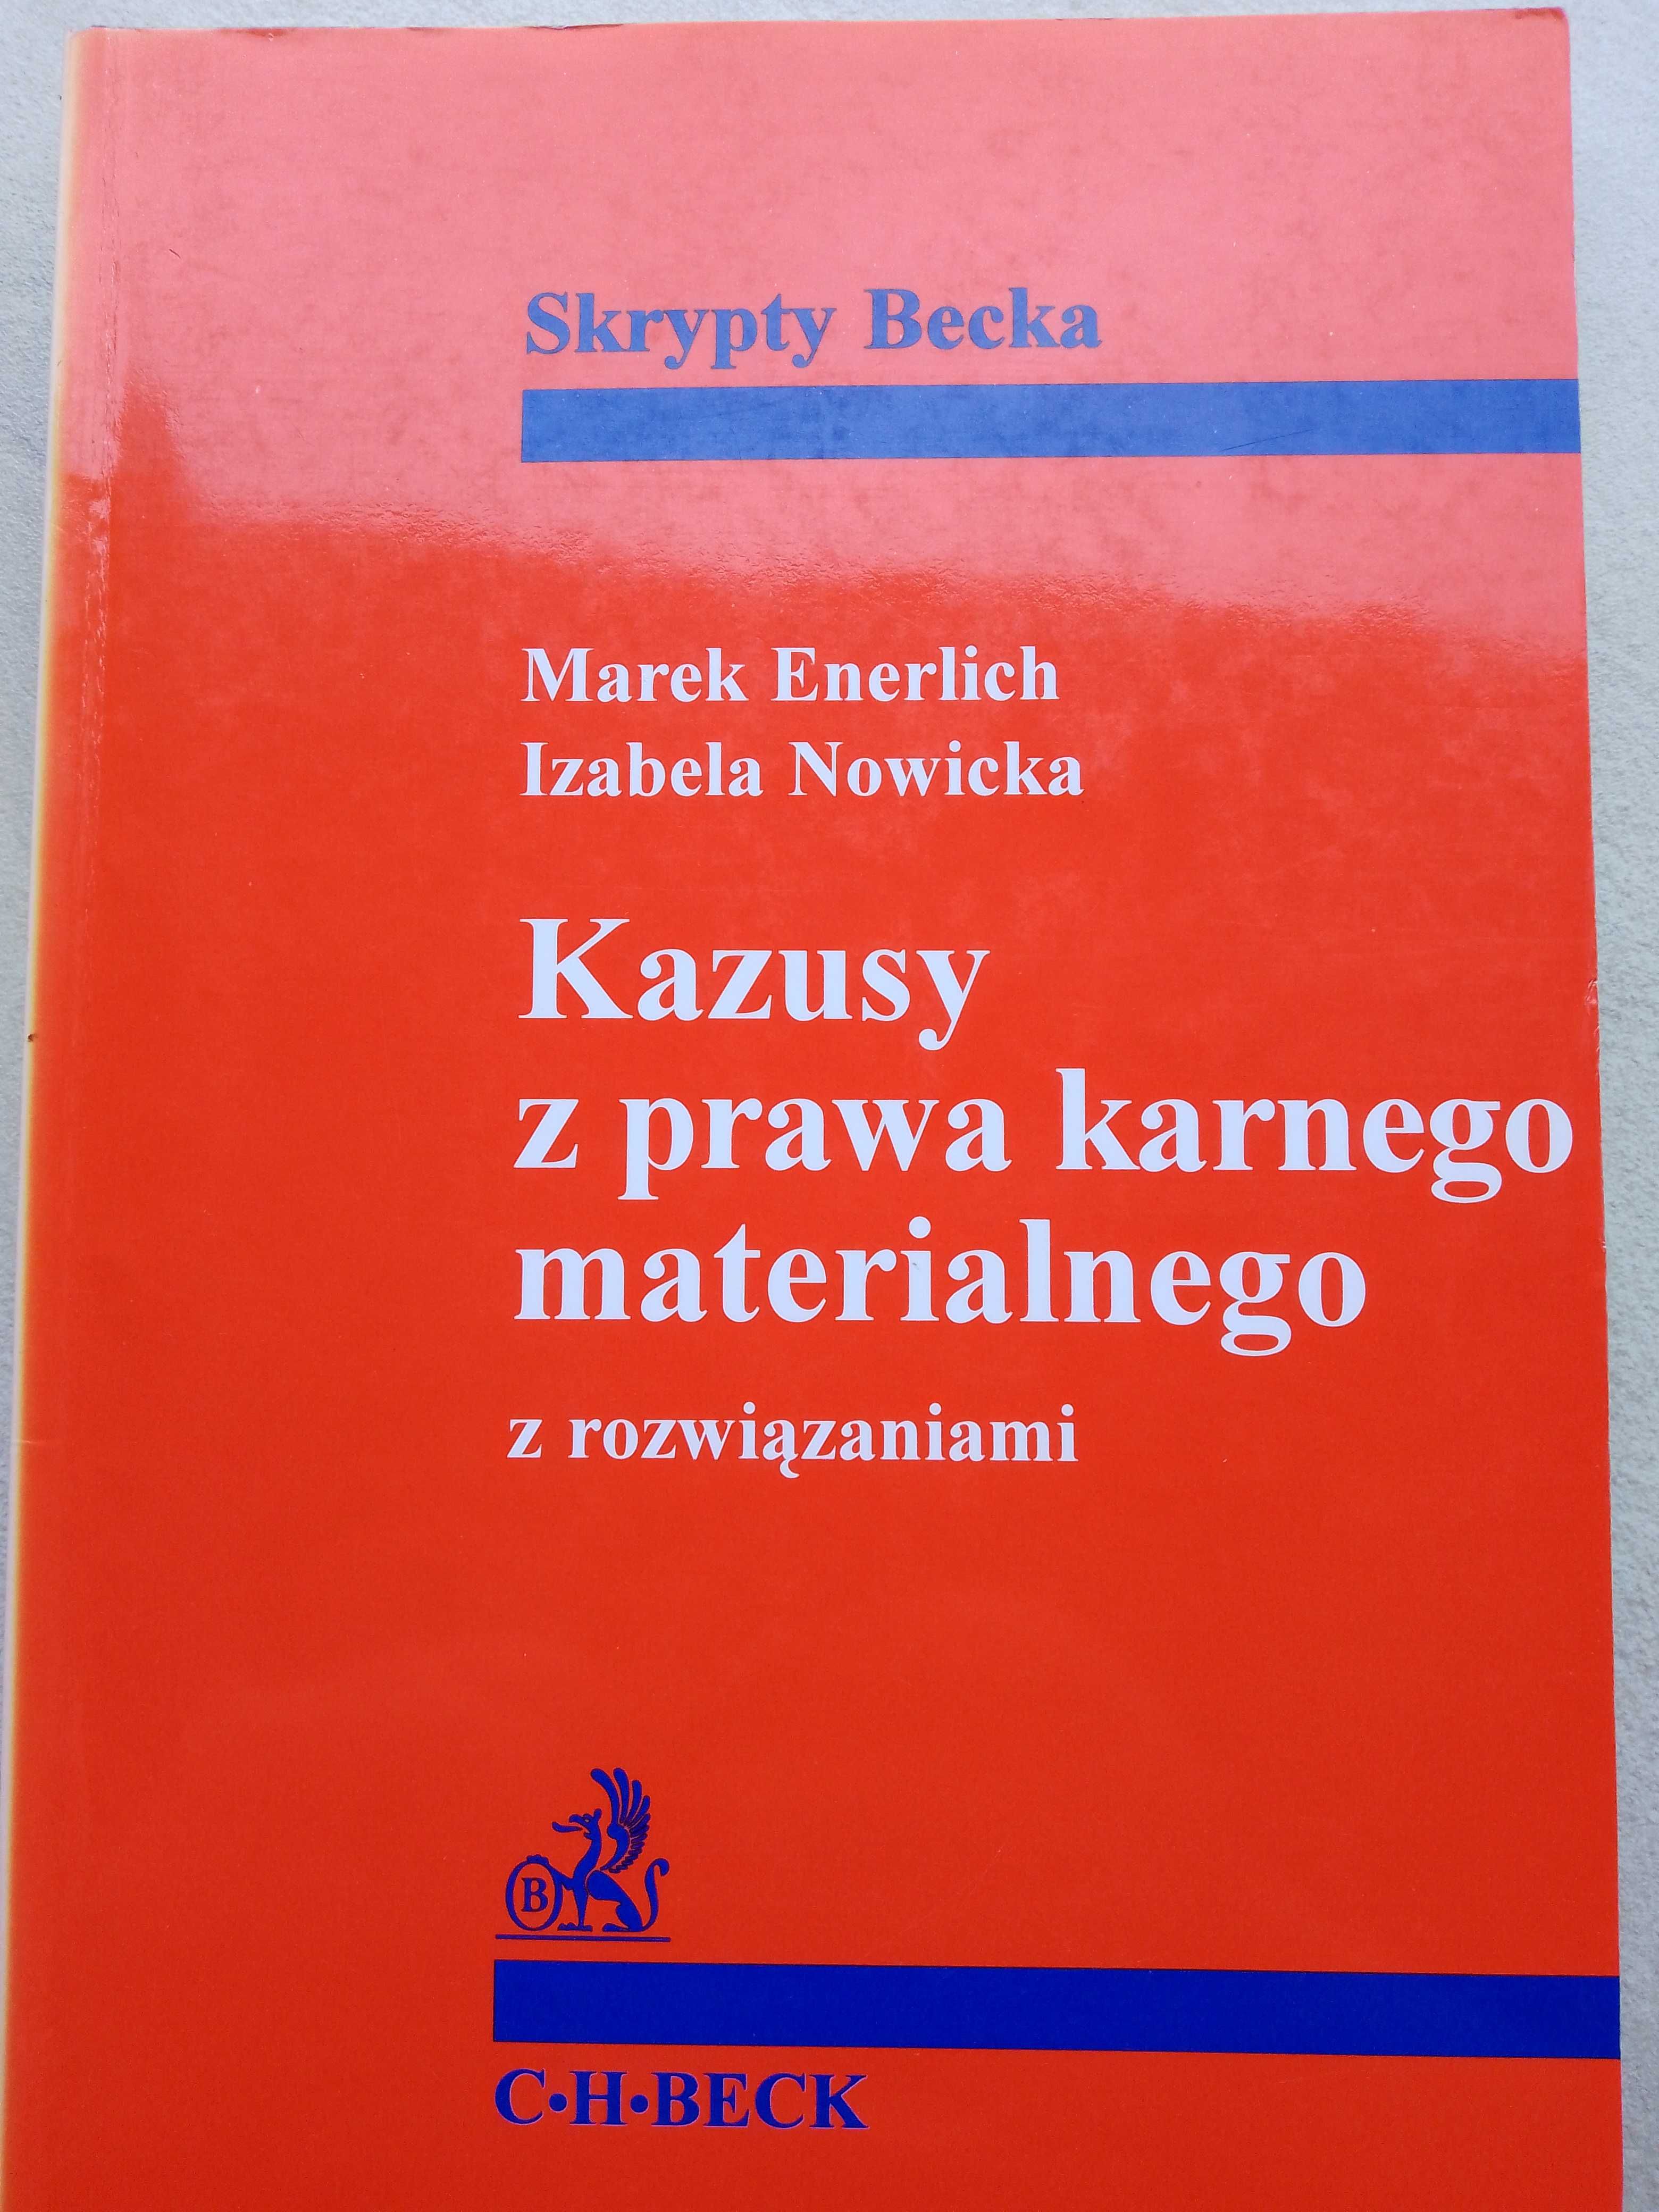 Skrypty Becka
Marek Enerlich
Izabela Nowicka
Kazusy
z prawa karnego
materialnego
z rozwiązaniami
B
C·H·BECK